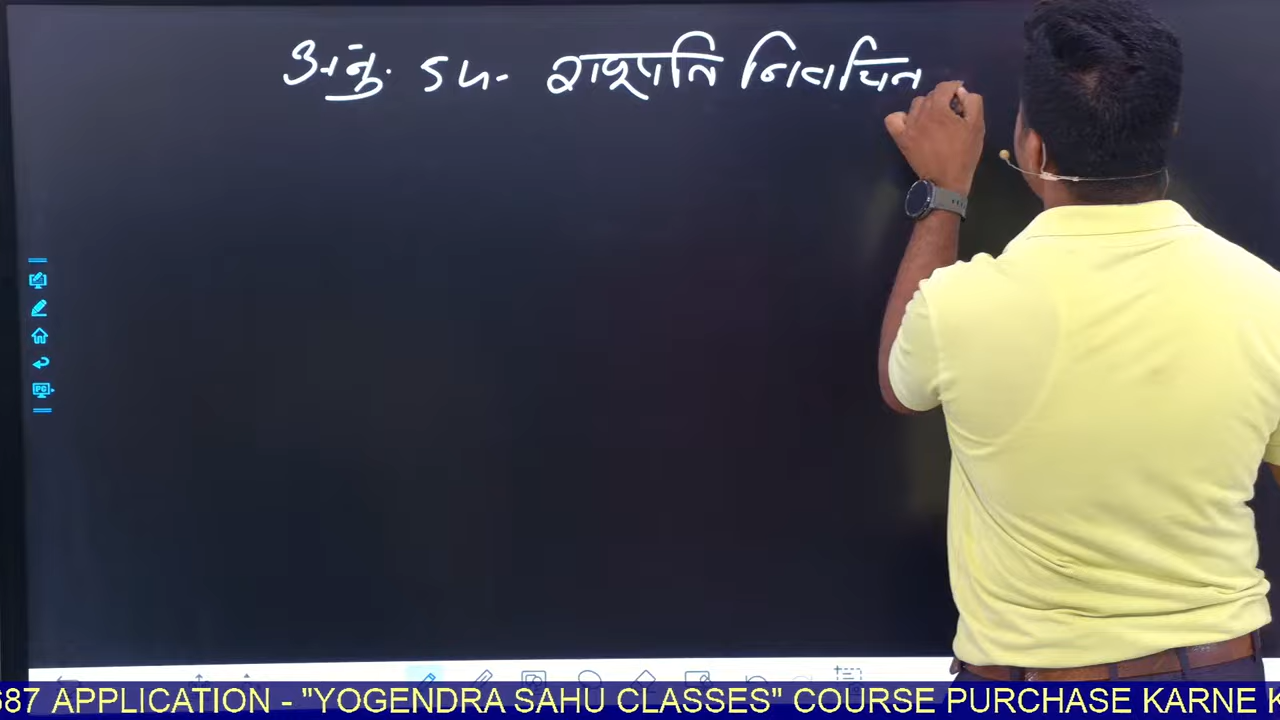 अनु. 54- राष्ट्रपति निर्वाचन
687 APPLICATION - "YOGENDRA SAHU CLASSES" COURSE PURCHASE KARNE K